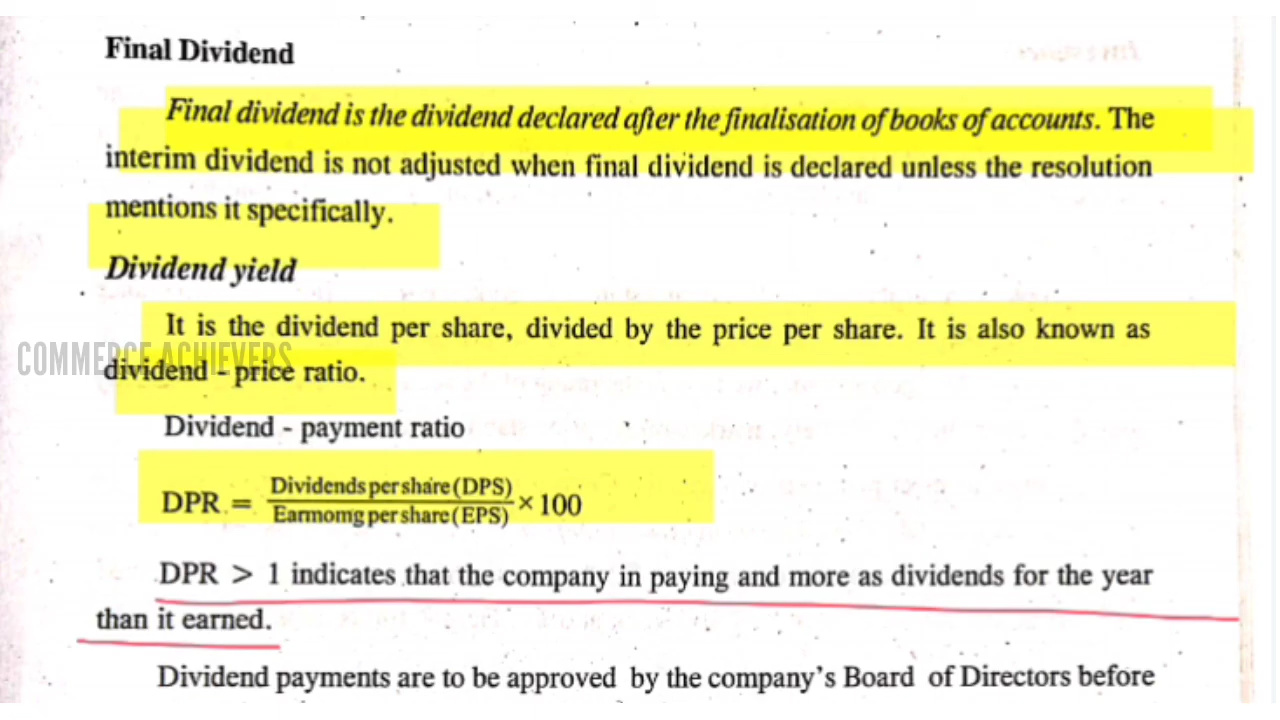 Final Dividend
Final dividend is the dividend declared after the finalisation of books of accounts. The
interim dividend is not adjusted when final dividend is declared unless the resolution
mentions it specifically.
Dividend yield
It is the dividend per share, divided by the price per share. It is also known as
COMMERCE ACHIEVERS
dividend - price ratio.
Dividend - payment ratio
DPR = Dividends per share (DPS) / Earmomg per share (EPS) × 100
DPR > 1 indicates that the company in paying and more as dividends for the year
than it earned.
Dividend payments are to be approved by the company's Board of Directors before